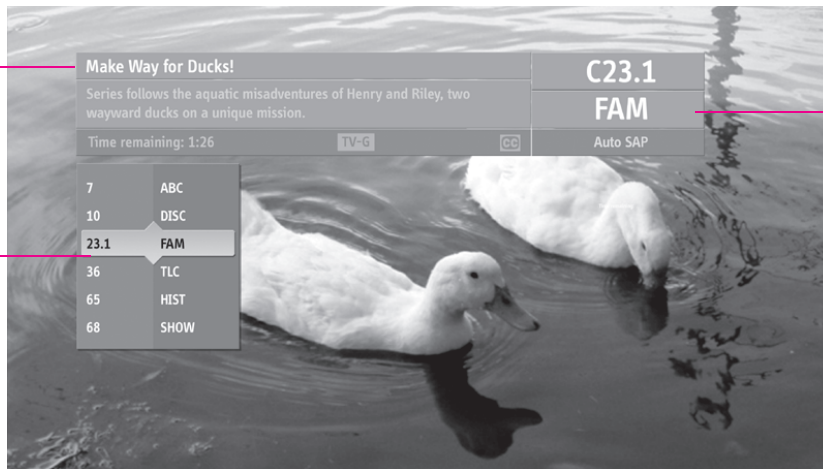 Make Way for Ducks!
Series follows the aquatic misadventures of Henry and Riley, two
wayward ducks on a unique mission.
Time remaining: 1:26 TV-G CC
C23.1
FAM
Auto SAP
7 ABC
10 DISC
23.1 FAM
36 TLC
65 HIST
68 SHOW